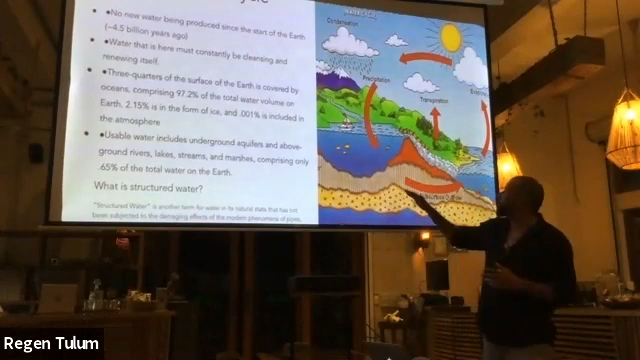 • •No new water being produced since the start of the Earth
(~4.5 billion years ago)
• •Water that is here must constantly be cleansing and
renewing itself.
• •Three-quarters of the surface of the Earth is covered by
oceans, comprising 97.2% of the total water volume on
Earth. 2.15% is in the form of ice, and .001% is included in
the atmosphere
• •Usable water includes underground aquifers and above-
ground rivers, lakes, streams, and marshes, comprising only
.65% of the total water on the Earth.
What is structured water?
"Structured Water" is another term for water in its natural state that has not
been subjected to the damaging effects of the modern phenomena of pipes,
Condensation
Precipitation
Transpiration
Regen Tulum